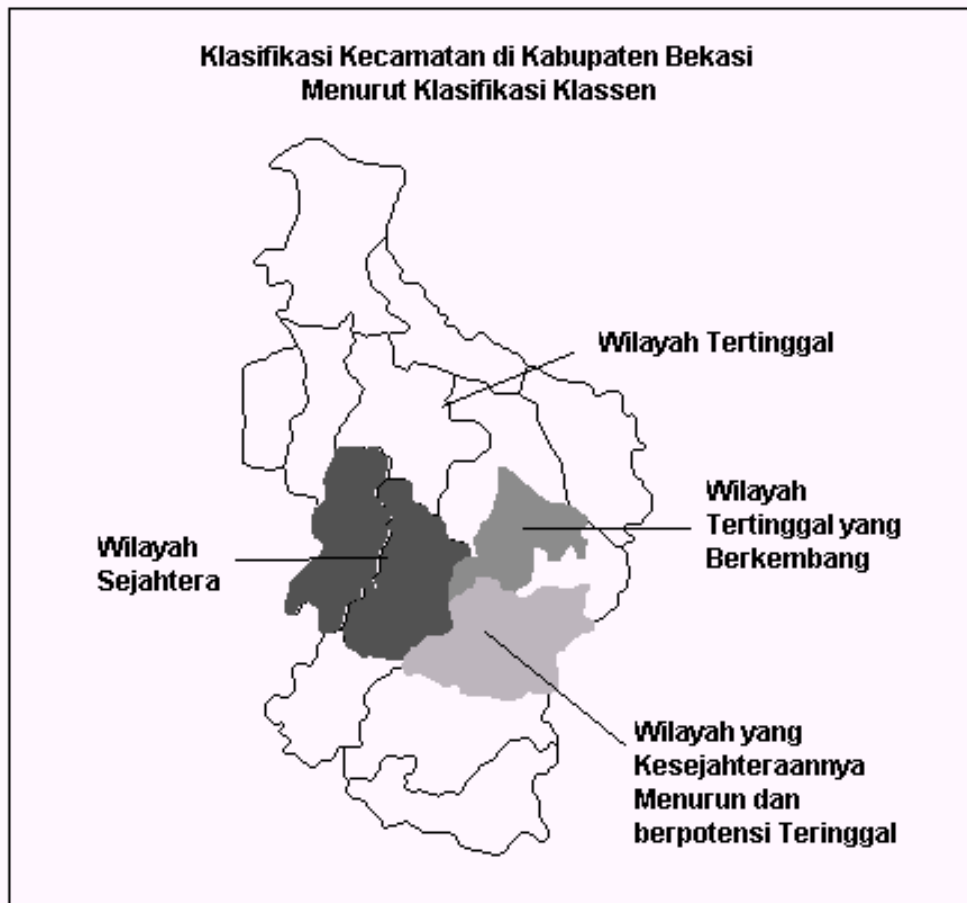 Klasifikasi Kecamatan di Kabupaten Bekasi
Menurut Klasifikasi Klassen
Wilayah Tertinggal
Wilayah
Tertinggal yang
Berkembang
Wilayah
Sejahtera
Wilayah yang
Kesejahteraannya
Menurun dan
berpotensi Teringgal